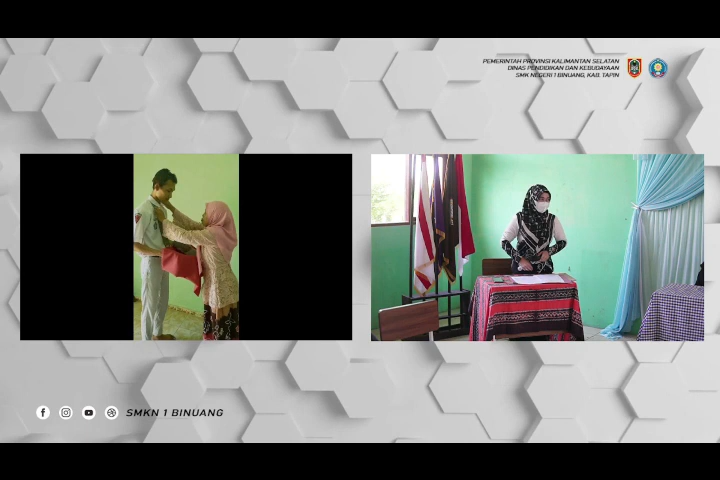 PEMERINTAH PROVINSI KALIMANTAN SELATAN
DINAS PENDIDIKAN DAN KEBUDAYAAN
SMK NEGERI 1 BINUANG, KAB. TAPIN
SMKN 1 BINUANG